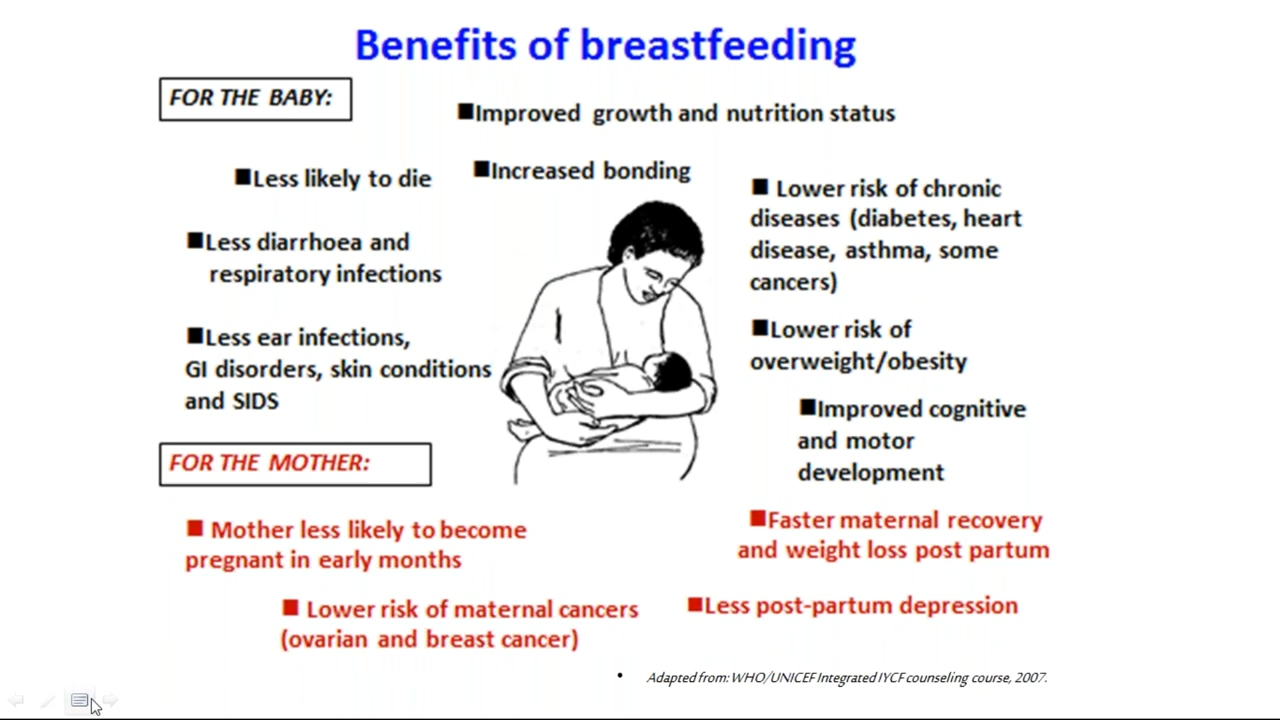 Benefits of breastfeeding
FOR THE BABY:
■Improved growth and nutrition status
■Less likely to die
■Increased bonding
■Less diarrhoea and
respiratory infections
■Less ear infections,
GI disorders, skin conditions
and SIDS
■ Lower risk of chronic
diseases (diabetes, heart
disease, asthma, some
cancers)
■Lower risk of
overweight/obesity
■Improved cognitive
and motor
development
FOR THE MOTHER:
■ Mother less likely to become
pregnant in early months
■Faster maternal recovery
and weight loss post partum
■ Lower risk of maternal cancers
(ovarian and breast cancer)
■Less post-partum depression
• Adapted from: WHO/UNICEF Integrated IYCF counseling course, 2007.